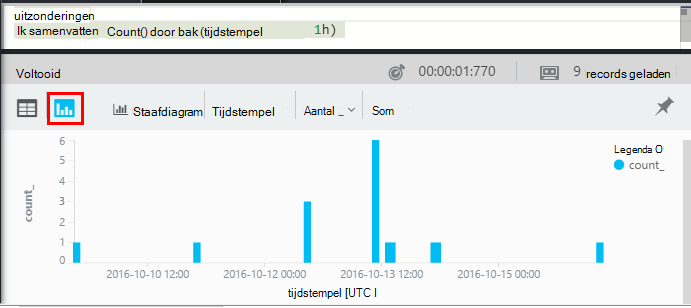 uitzonderingen
Ik samenvatten Count() door bak (tijdstempel 1h)
Voltooid 00:00:01:770 9 records geladen
Staafdiagram Tijdstempel Aantal _ Som
6
5
4
3
2
1
0
count_
Legenda O
count_
2016-10-10 12:00 2016-10-12 00:00 2016-10-13 12:00 2016-10-15 00:00
tijdstempel [UTC I